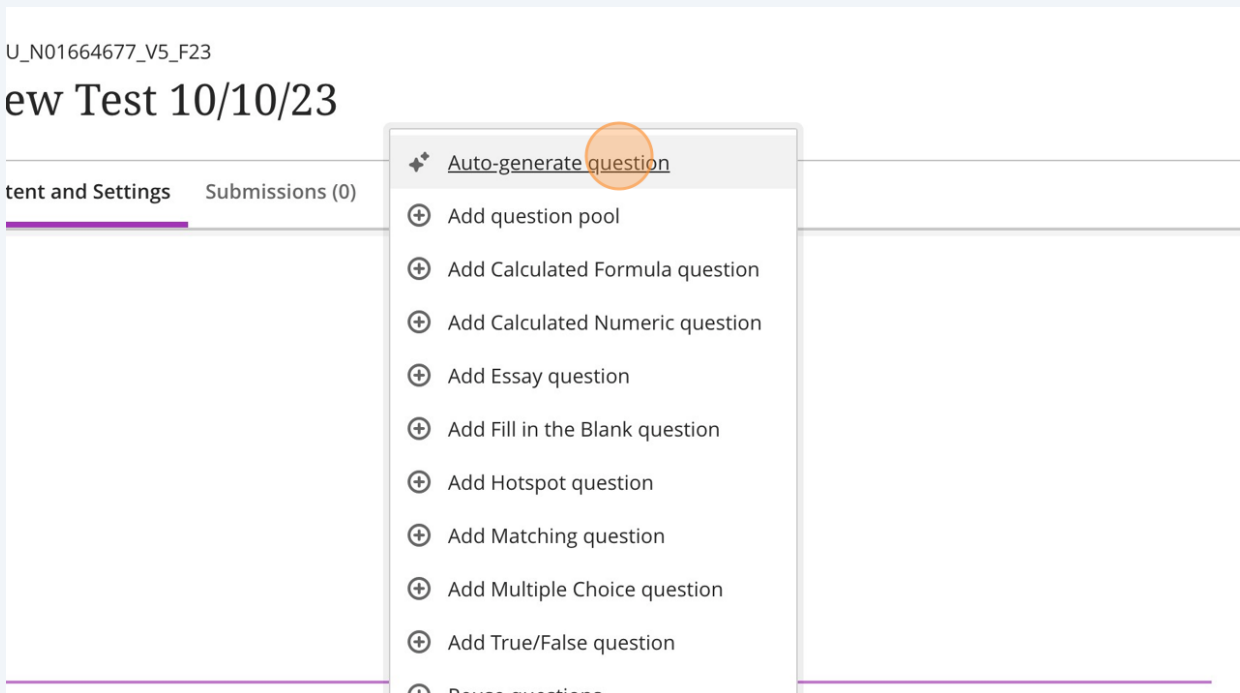 U_N01664677_V5_F23
ew Test 10/10/23
tent and Settings
Submissions (0)
Auto-generate question
Add question pool
Add Calculated Formula question
Add Calculated Numeric question
Add Essay question
Add Fill in the Blank question
Add Hotspot question
Add Matching question
Add Multiple Choice question
Add True/False question
questions